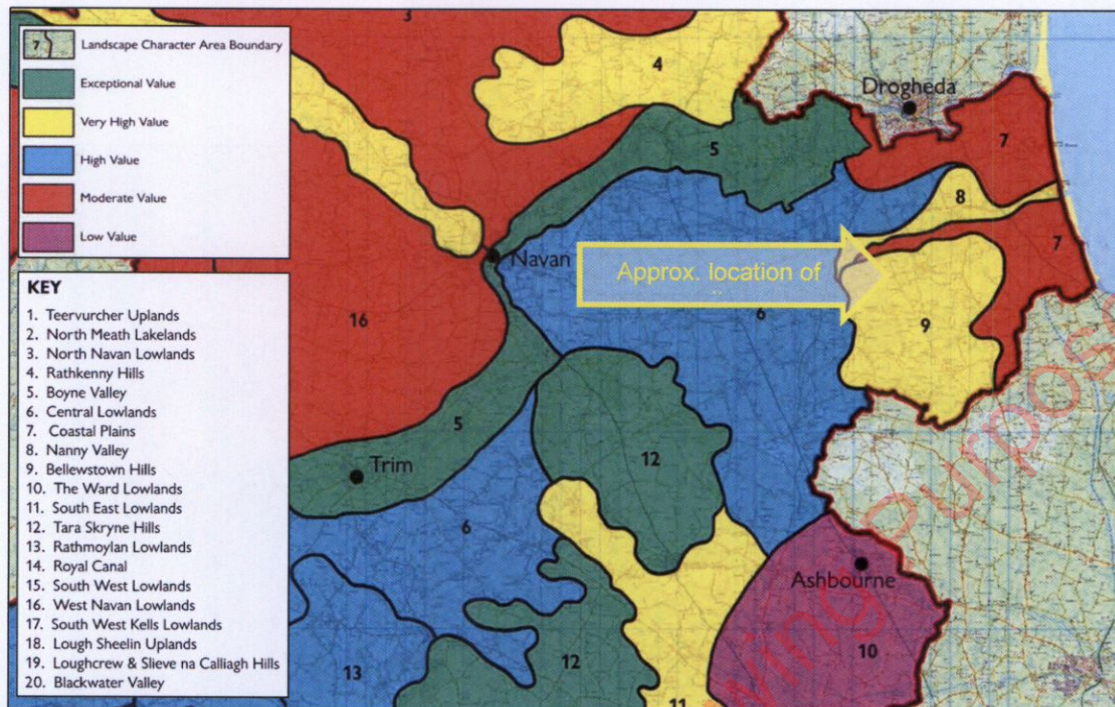 7 Landscape Character Area Boundary
Exceptional Value
Very High Value
High Value
Moderate Value
Low Value
KEY
1. Teervurcher Uplands
2. North Meath Lakelands
3. North Navan Lowlands
4. Rathkenny Hills
5. Boyne Valley
6. Central Lowlands
7. Coastal Plains
8. Nanny Valley
9. Bellewstown Hills
10. The Ward Lowlands
11. South East Lowlands
12. Tara Skryne Hills
13. Rathmoylan Lowlands
14. Royal Canal
15. South West Lowlands
16. West Navan Lowlands
17. South West Kells Lowlands
18. Lough Sheelin Uplands
19. Loughcrew & Slieve na Calliagh Hills
20. Blackwater Valley
3
4
Drogheda
5
7
8
Navan
Approx. location of
7
16
6
9
5
12
Trim
6
Ashbourne
12
10
13
11
wing Purpos